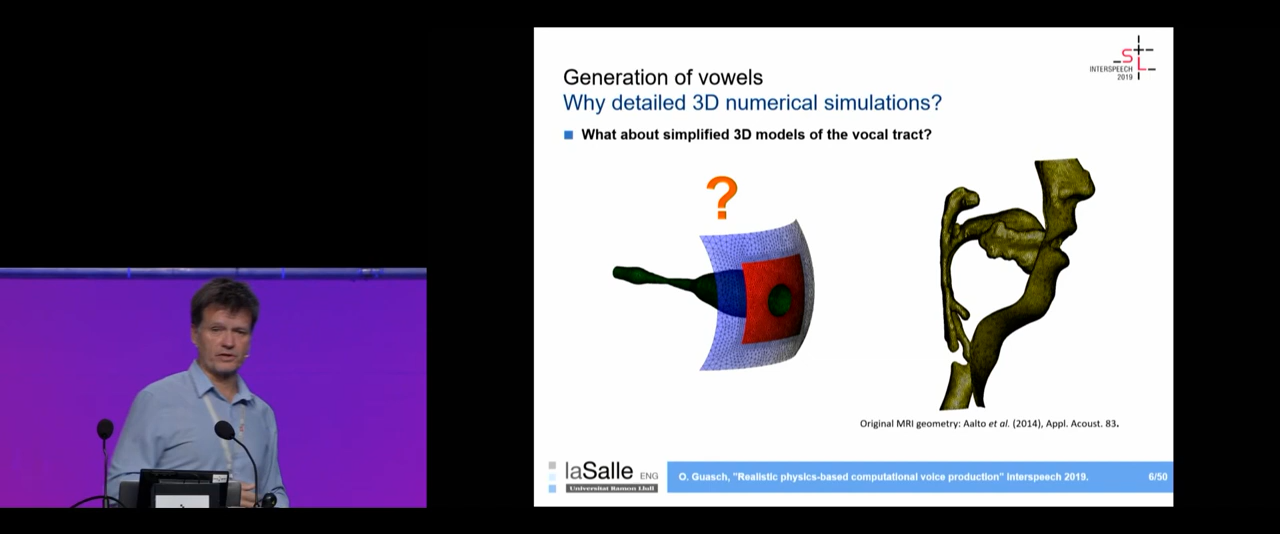 Generation of vowels
Why detailed 3D numerical simulations?
What about simplified 3D models of the vocal tract?
INTERSPEECH
2019
S
L
?
Original MRI geometry: Aalto et al. (2014), Appl. Acoust. 83.
laSalle ENG
Universitat Ramon Llull
O. Guasch, "Realistic physics-based computational voice production" Interspeech 2019.
6/50